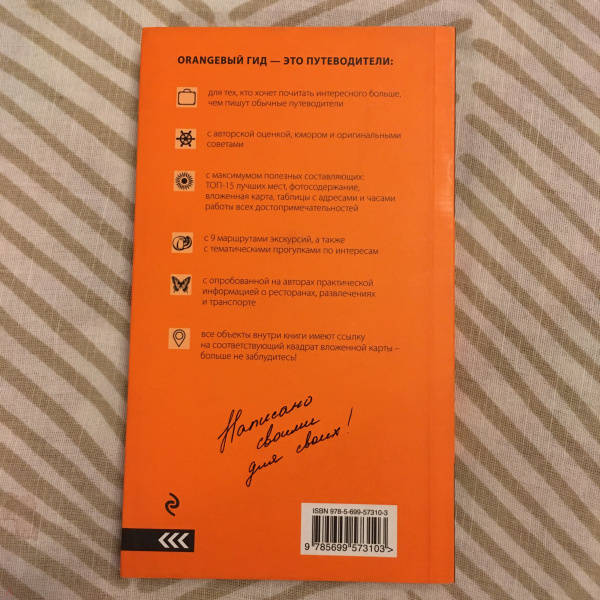 ORANGEВЫЙ ГИД — ЭТО ПУТЕВОДИТЕЛИ:
для тех, кто хочет почитать интересного больше,
чем пишут обычные путеводители
с авторской оценкой, юмором и оригинальными
советами
с максимумом полезных составляющих:
ТОП-15 лучших мест, фотосодержание,
вложенная карта, таблицы с адресами и часами
работы всех достопримечательностей
с 9 маршрутами экскурсий, а также
с тематическими прогулками по интересам
с опробованной на авторах практической
информацией о ресторанах, развлечениях
и транспорте
все объекты внутри книги имеют ссылку
на соответствующий квадрат вложенной карты –
больше не заблудитесь!
Написано
своими
для своих!
ISBN 978-5-699-57310-3
9 785699 573103>